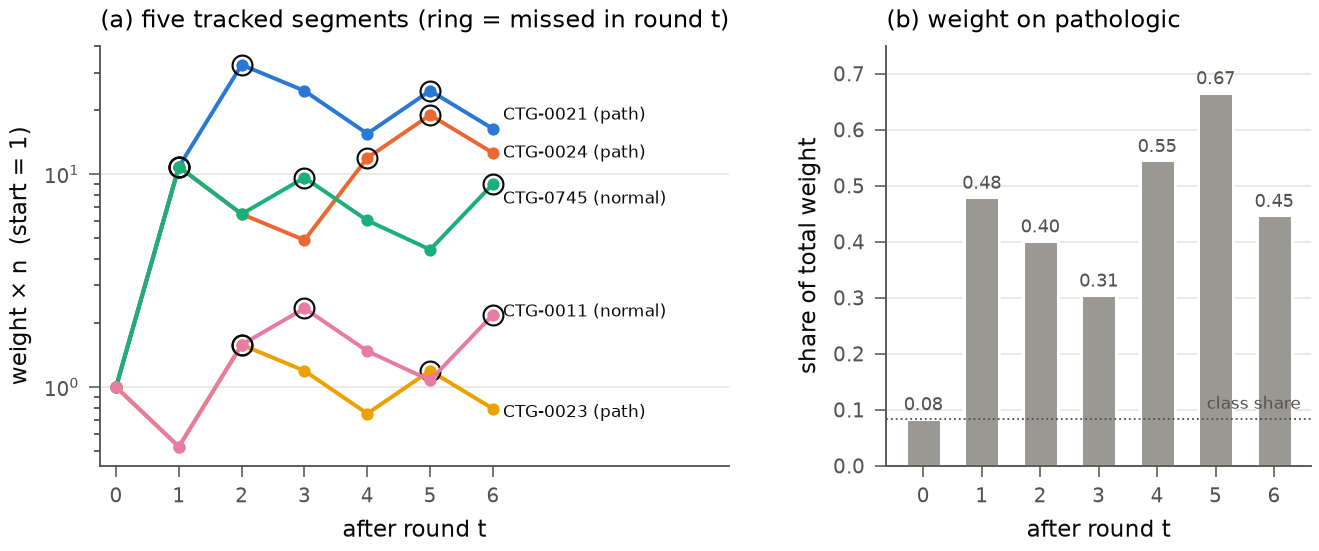 (a) five tracked segments (ring = missed in round t)
weight × n (start = 1)
10¹
10⁰
CTG-0021 (path)
CTG-0024 (path)
CTG-0745 (normal)
CTG-0011 (normal)
CTG-0023 (path)
0 1 2 3 4 5 6
after round t
(b) weight on pathologic
share of total weight
0.7
0.6
0.5
0.4
0.3
0.2
0.1
0.0
0.08
0.48
0.40
0.31
0.55
0.67
0.45
class share
0 1 2 3 4 5 6
after round t